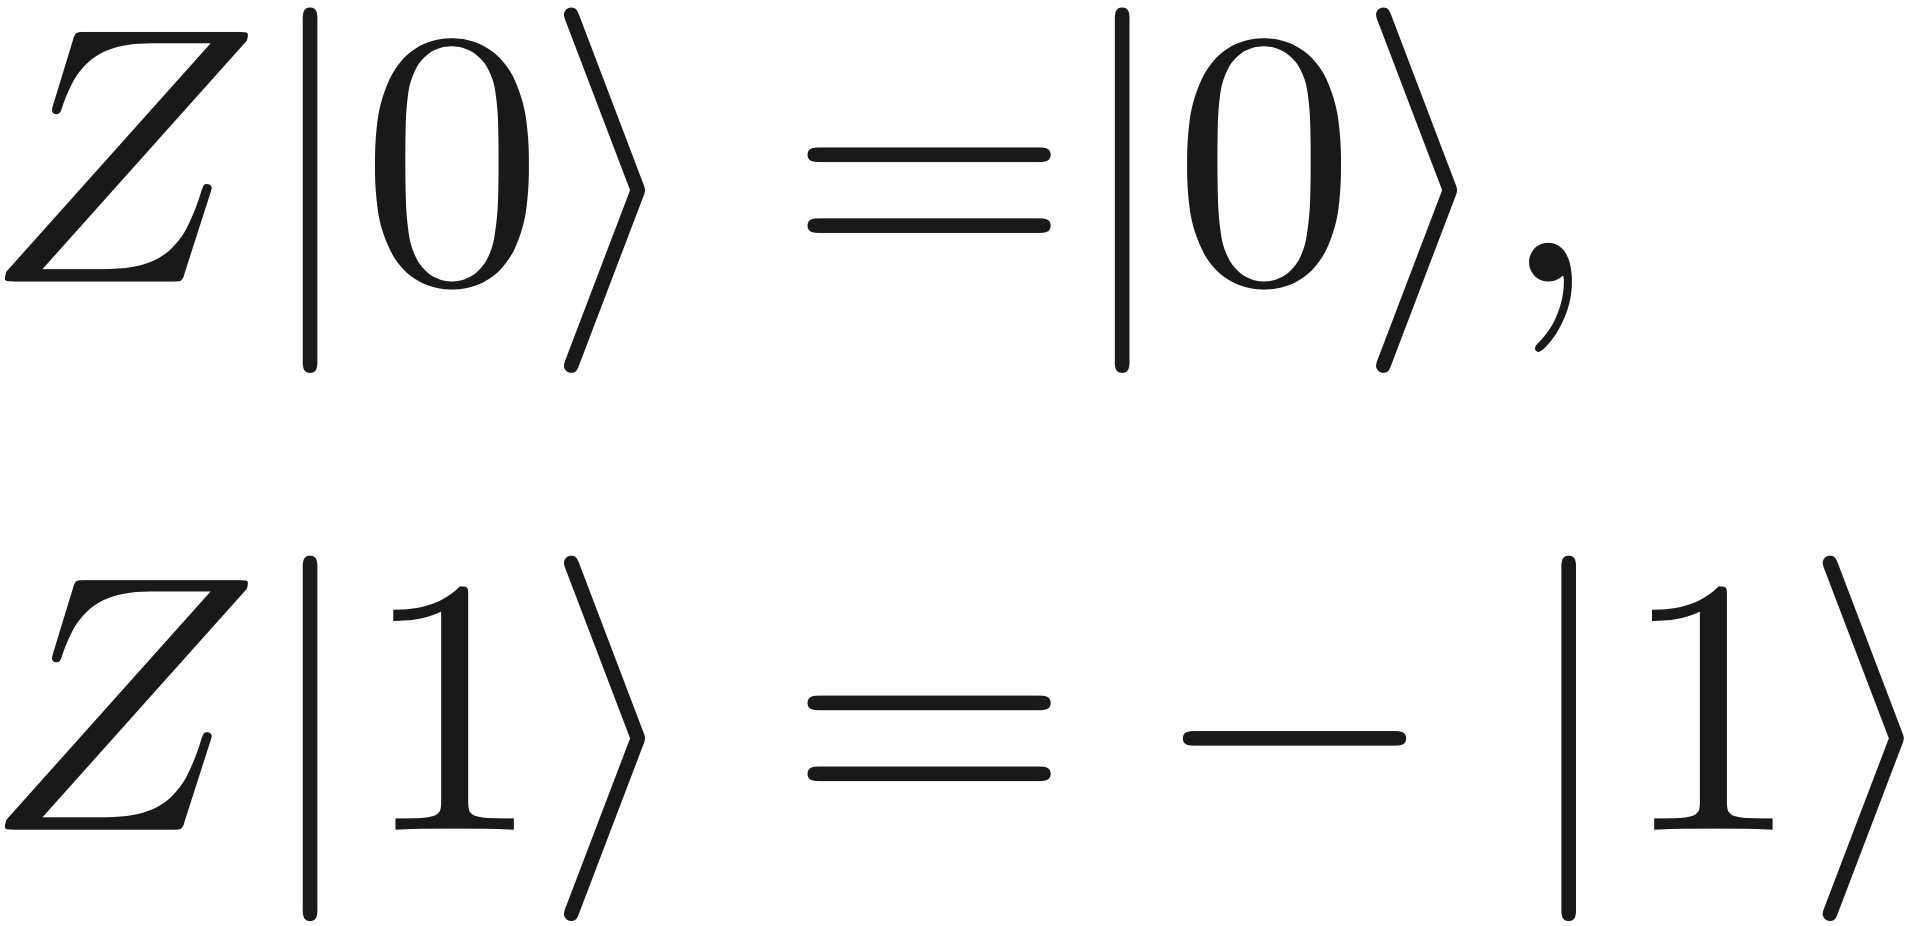 Z|0⟩ = |0⟩,
Z|1⟩ = − |1⟩